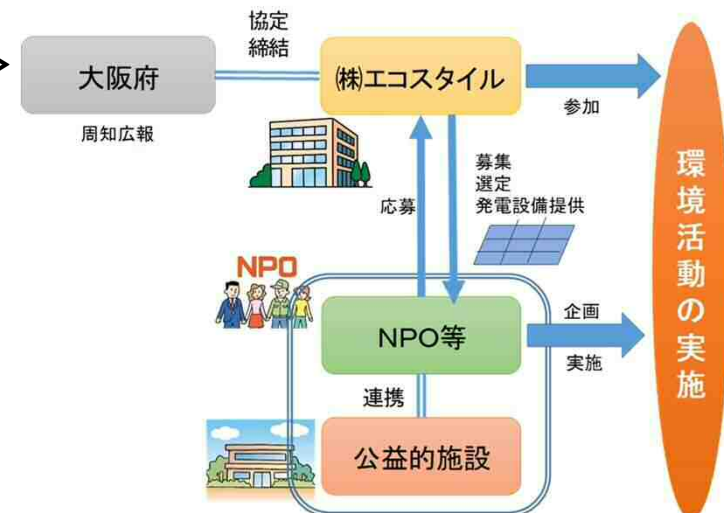 協定
締結
大阪府
㈱エコスタイル
周知広報
参加
応募
募集
選定
発電設備提供
NPO
NPO等
企画
実施
連携
公益的施設
環境活動の実施